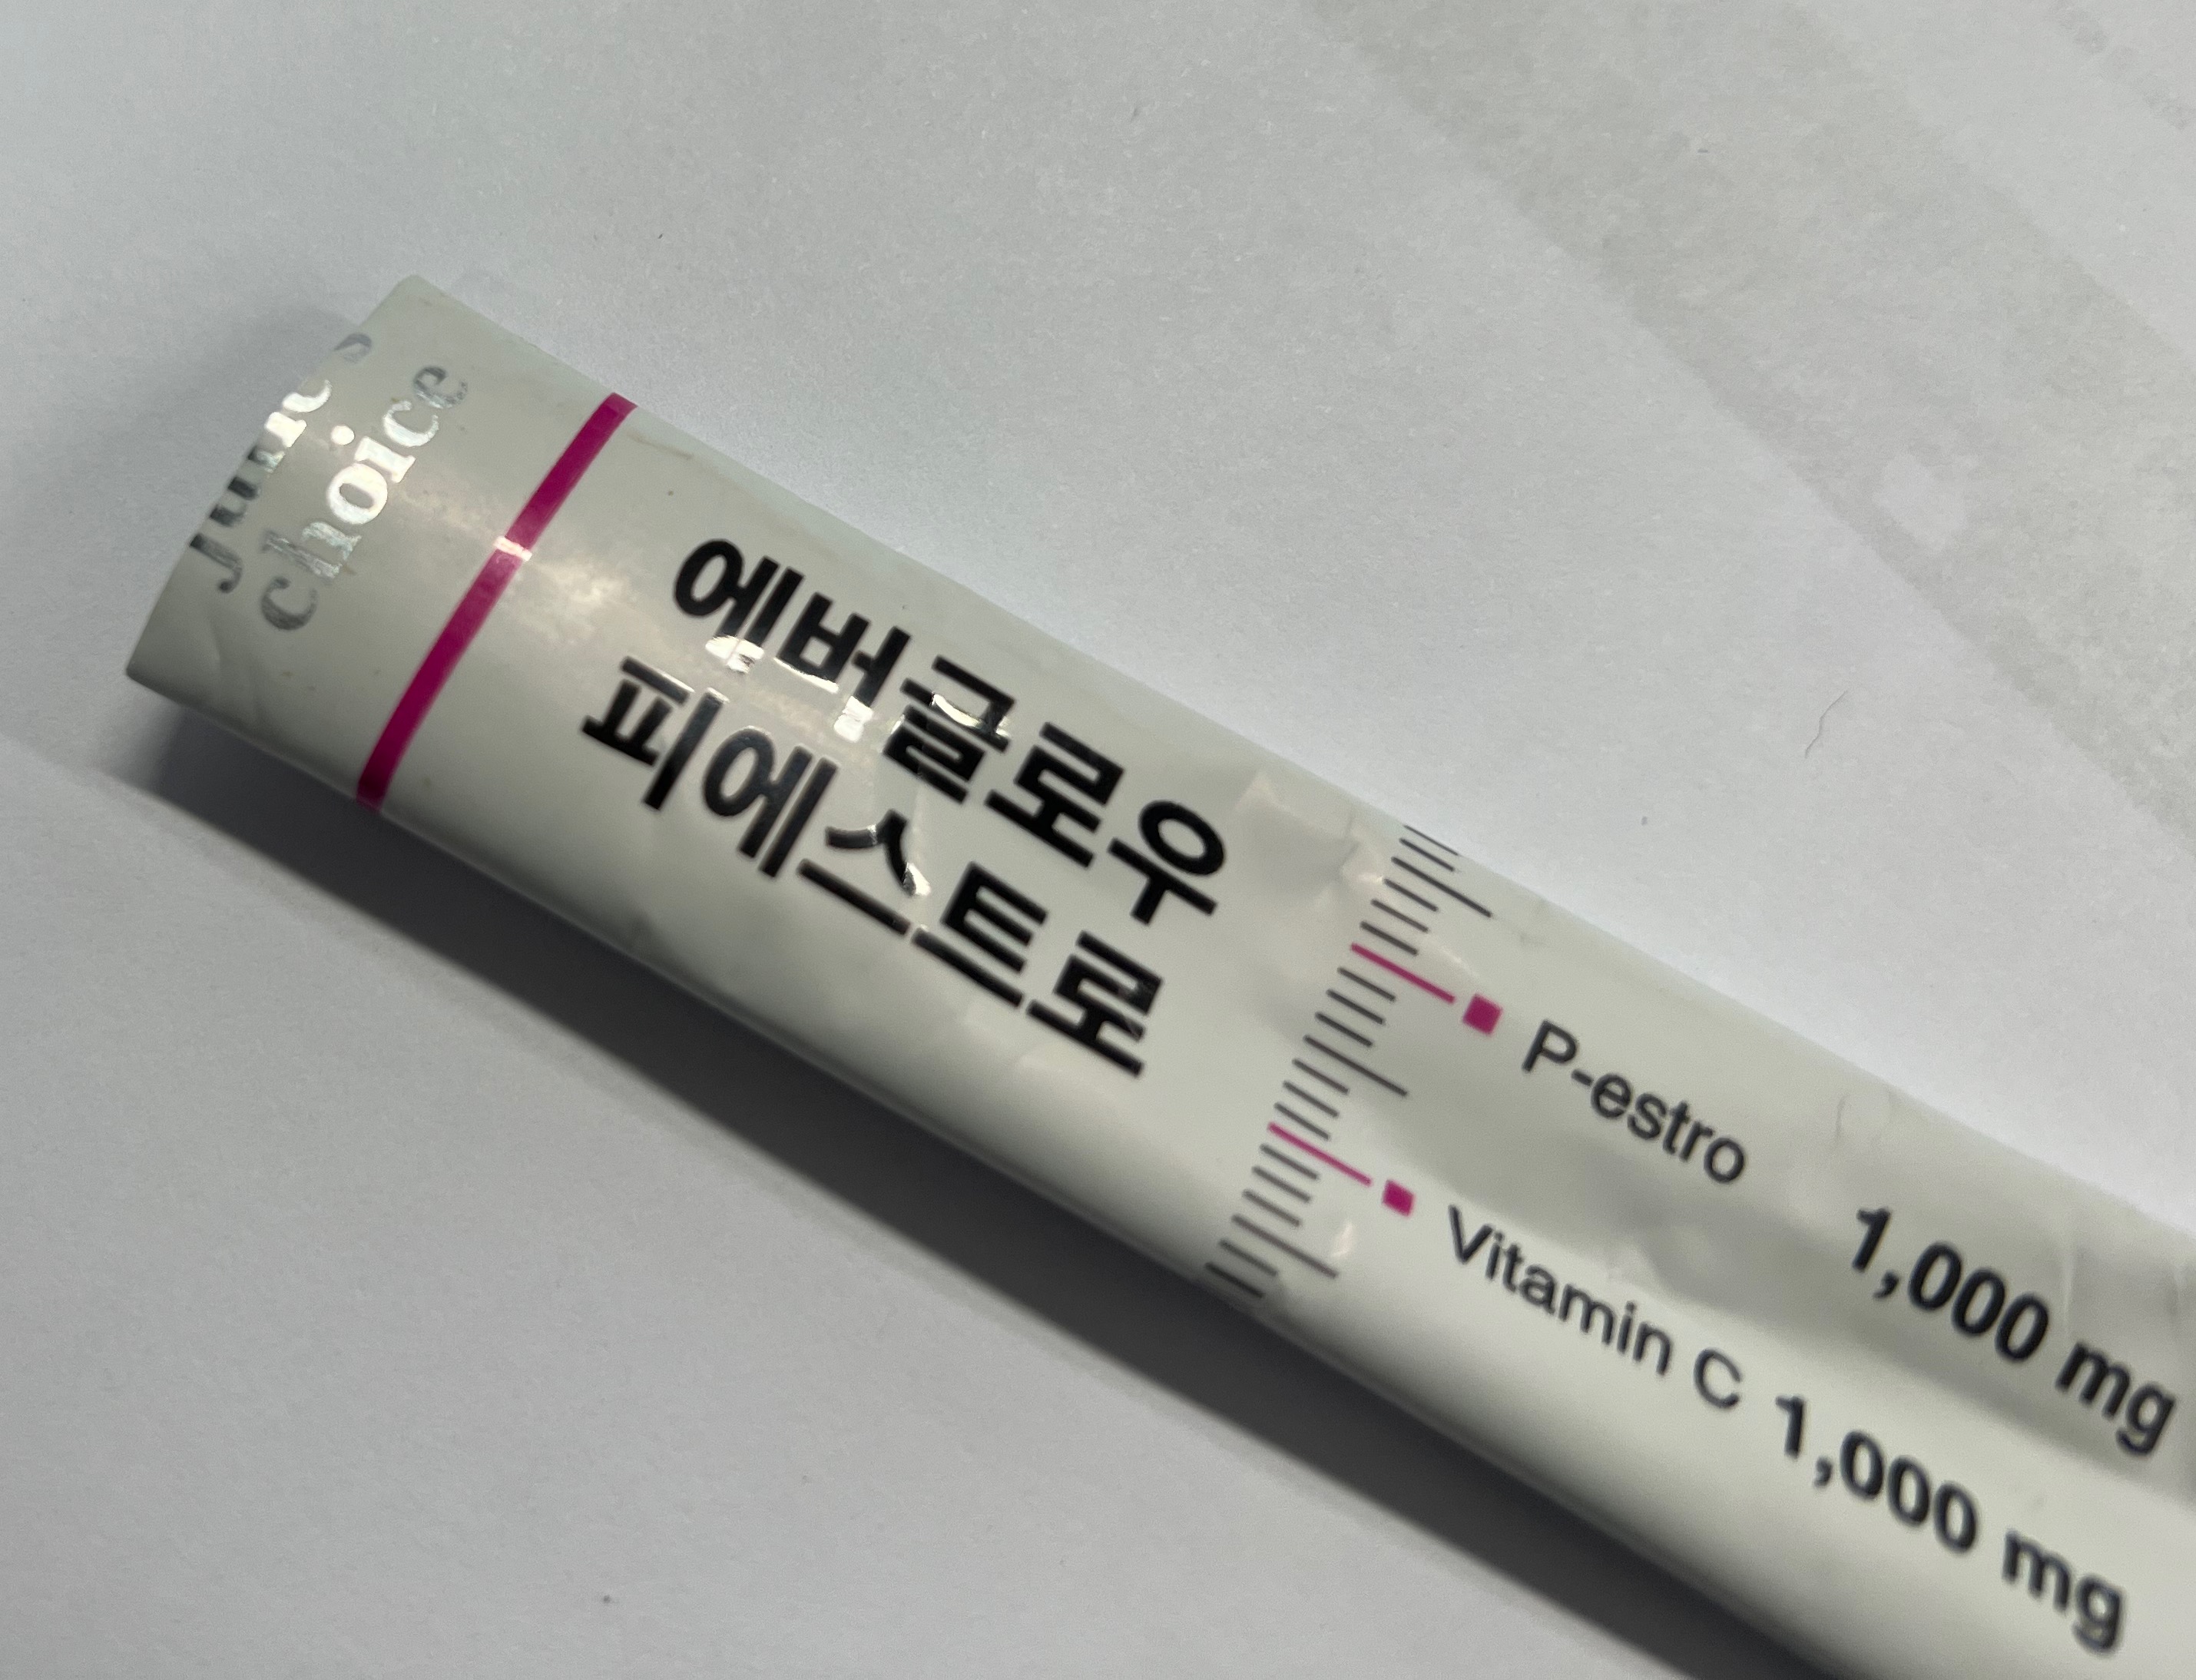 June's
choice
에버글로우
피에스트로
P-estro 1,000 mg
Vitamin C 1,000 mg